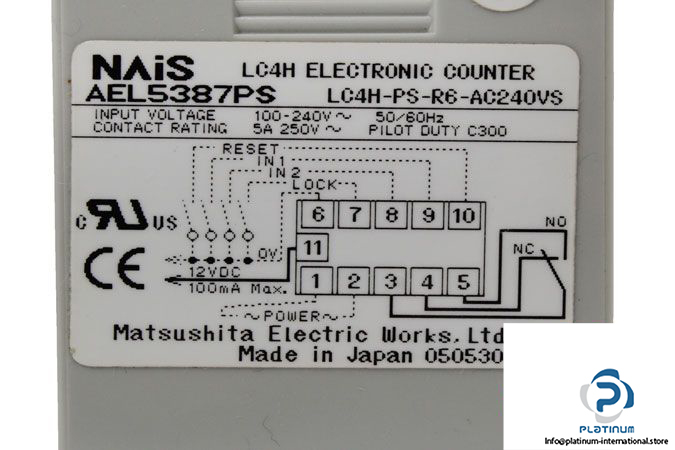 NAiS LC4H ELECTRONIC COUNTER
AEL5387PS LC4H-PS-R6-AC240VS
INPUT VOLTAGE 100-240V ~ 50/60Hz
CONTACT RATING 5A 250V ~ PILOT DUTY C300
RESET
IN1
IN2
LOCK
6 7 8 9 10
NO
c RU US
11
NC
0V
CE
12VDC
100mA Max.
1 2 3 4 5
~POWER~
Matsushita Electric Works, Ltd
Made in Japan 050530
PLATINUM
Info@platinum-international.store